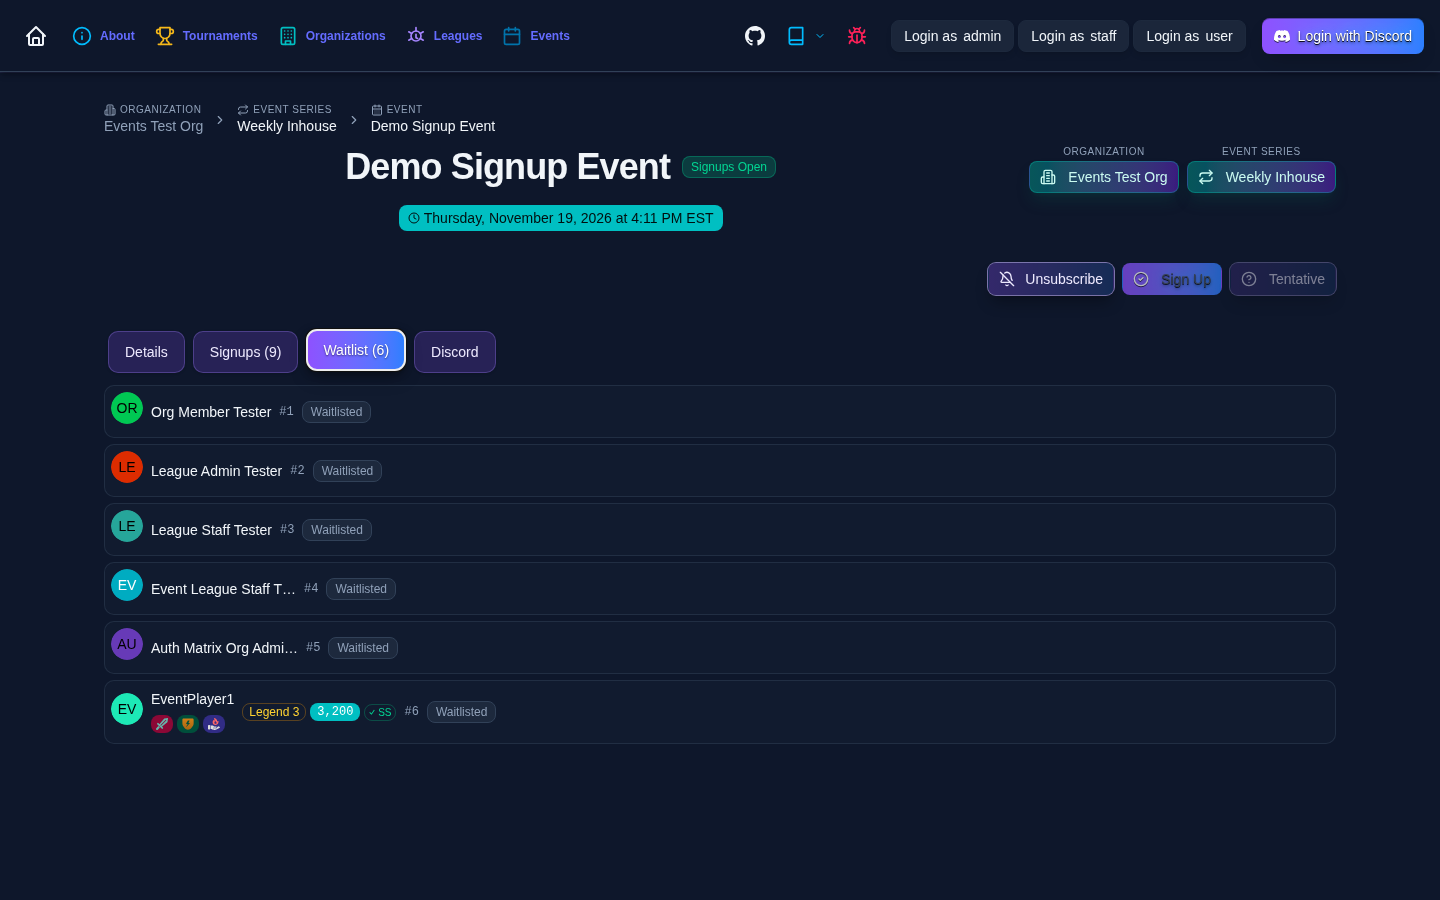 About Tournaments Organizations Leagues Events Login as admin Login as staff Login as user Login with Discord
ORGANIZATION EVENT SERIES EVENT
Events Test Org Weekly Inhouse Demo Signup Event
Demo Signup Event Signups Open
ORGANIZATION EVENT SERIES
Events Test Org Weekly Inhouse
Thursday, November 19, 2026 at 4:11 PM EST
Unsubscribe Sign Up Tentative
Details Signups (9) Waitlist (6) Discord
OR Org Member Tester #1 Waitlisted
LE League Admin Tester #2 Waitlisted
LE League Staff Tester #3 Waitlisted
EV Event League Staff T… #4 Waitlisted
AU Auth Matrix Org Admi… #5 Waitlisted
EV EventPlayer1 Legend 3 3,200 SS #6 Waitlisted